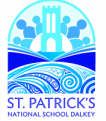 ST. PATRICK'S
NATIONAL SCHOOL DALKEY